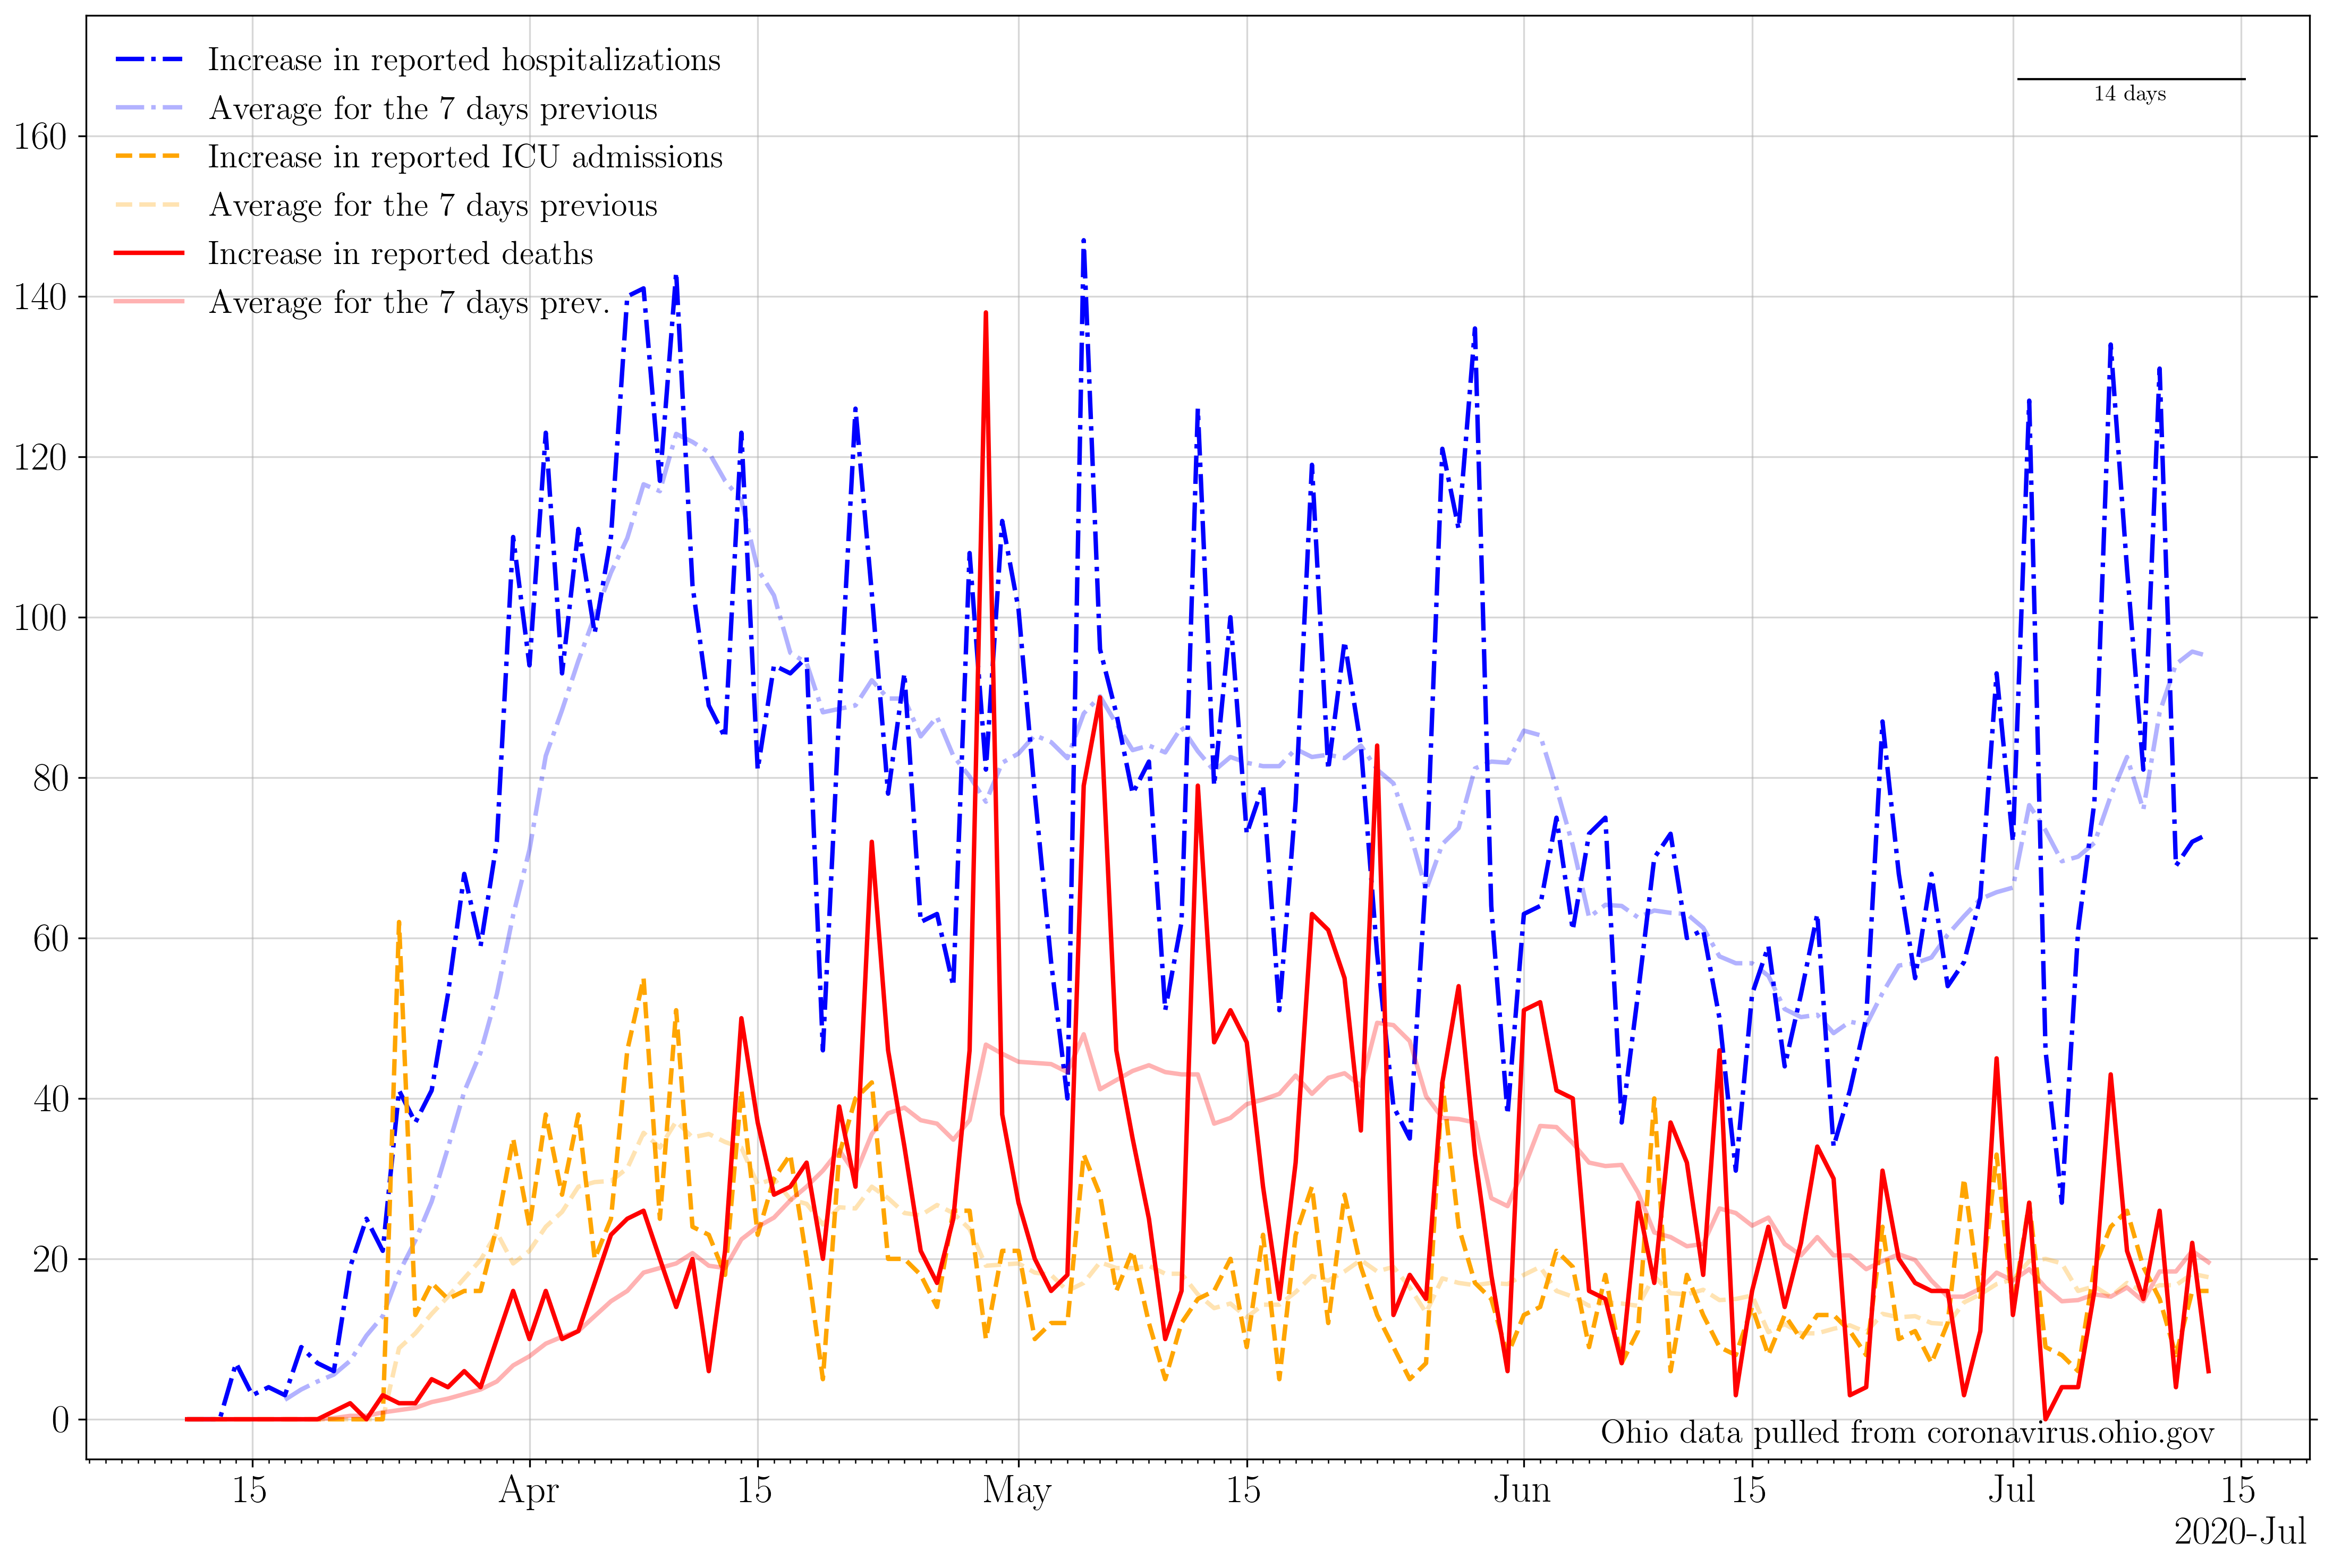 Increase in reported hospitalizations
Average for the 7 days previous
Increase in reported ICU admissions
Average for the 7 days previous
Increase in reported deaths
Average for the 7 days prev.
14 days
160
140
120
100
80
60
40
20
0
Ohio data pulled from coronavirus.ohio.gov
15 Apr 15 May 15 Jun 15 Jul 15
2020-Jul